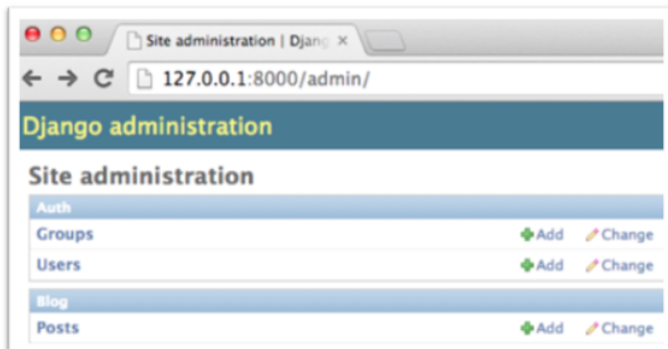 Site administration | Djang
127.0.0.1:8000/admin/
Django administration
Site administration
Auth
Groups Add Change
Users Add Change
Blog
Posts Add Change